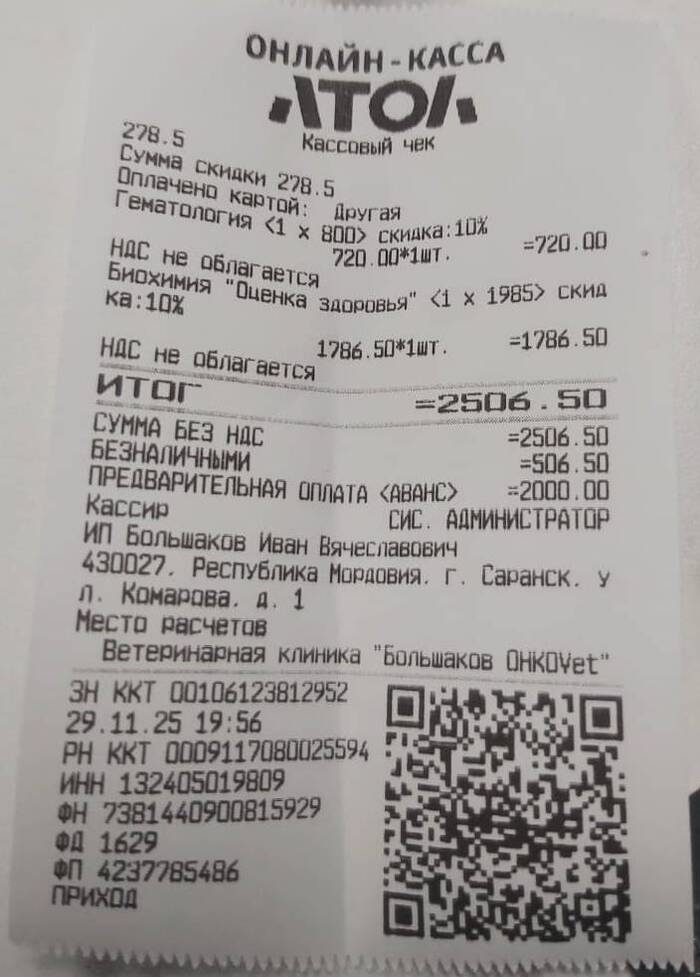 ОНЛАЙН-КАССА
АТОЛ
Кассовый чек
278.5
Сумма скидки 278.5
Оплачено картой: Другая
Гематология <1 x 800> скидка:10%
720.00*1шт. =720.00
НДС не облагается
Биохимия "Оценка здоровья" <1 x 1985> скид
ка:10%
1786.50*1шт. =1786.50
НДС не облагается
ИТОГ =2506.50
СУММА БЕЗ НДС =2506.50
БЕЗНАЛИЧНЫМИ =506.50
ПРЕДВАРИТЕЛЬНАЯ ОПЛАТА <АВАНС> =2000.00
Кассир СИС. АДМИНИСТРАТОР
ИП Большаков Иван Вячеславович
430027, Республика Мордовия, г. Саранск, у
л. Комарова, д. 1
Место расчетов
Ветеринарная клиника "Большаков ОНКОVet"
ЗН ККТ 00106123812952
29.11.25 19:56
РН ККТ 0009117080025594
ИНН 132405019809
ФН 7381440900815929
ФД 1629
ФП 4237785486
ПРИХОД